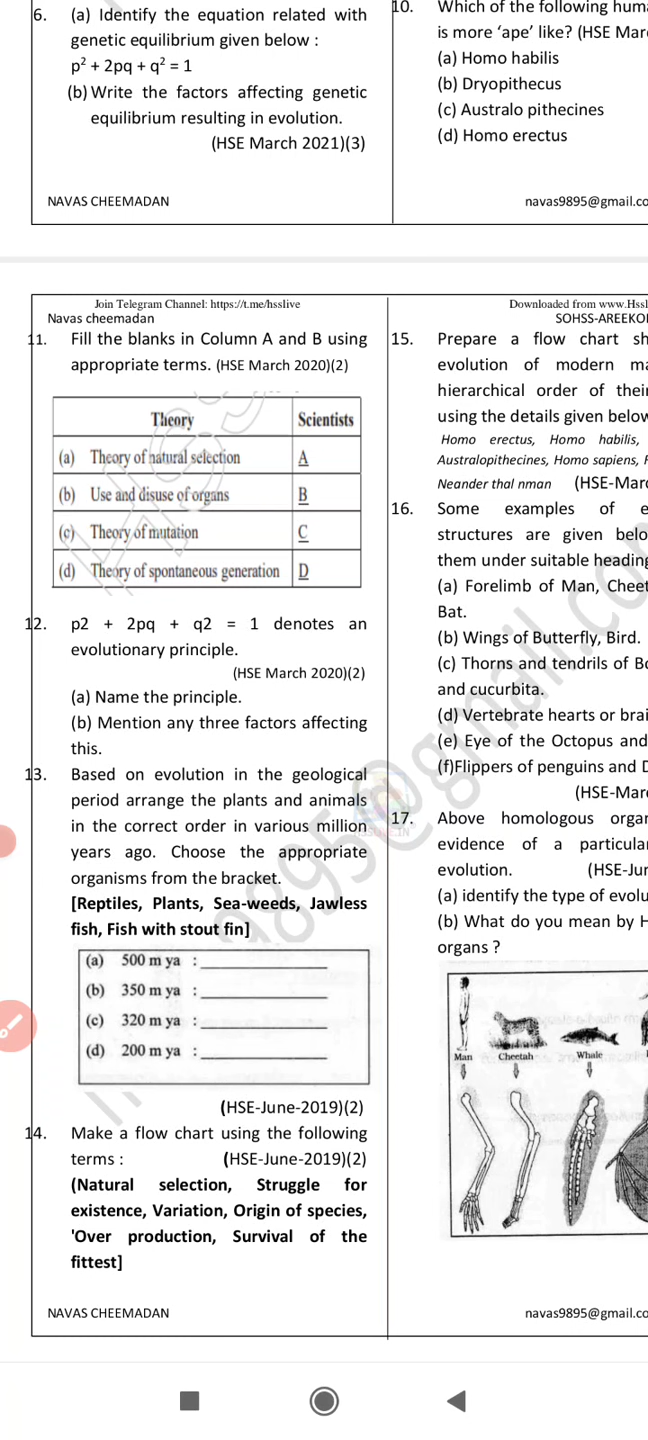 6. (a) Identify the equation related with
genetic equilibrium given below :
p² + 2pq + q² = 1
(b) Write the factors affecting genetic
equilibrium resulting in evolution.
(HSE March 2021)(3)
NAVAS CHEEMADAN
10. Which of the following
is more ‘ape’ like? (HSE
(a) Homo habilis
(b) Dryopithecus
(c) Australo pithecines
(d) Homo erectus
navas9895@gmail.co
Join Telegram Channel: https://t.me/hsslive
Navas cheemadan
Downloaded from www.Hssl
SOHSS-AREEKO
11. Fill the blanks in Column A and B using
appropriate terms. (HSE March 2020)(2)
Theory Scientists
(a) Theory of natural selection A
(b) Use and disuse of organs B
(c) Theory of mutation C
(d) Theory of spontaneous generation D
12. p2 + 2pq + q2 = 1 denotes an
evolutionary principle.
(HSE March 2020)(2)
(a) Name the principle.
(b) Mention any three factors affecting
this.
13. Based on evolution in the geological
period arrange the plants and animals
in the correct order in various million
years ago. Choose the appropriate
organisms from the bracket.
[Reptiles, Plants, Sea-weeds, Jawless
fish, Fish with stout fin]
(a) 500 m ya :
(b) 350 m ya :
(c) 320 m ya :
(d) 200 m ya :
(HSE-June-2019)(2)
14. Make a flow chart using the following
terms : (HSE-June-2019)(2)
(Natural selection, Struggle for
existence, Variation, Origin of species,
'Over production, Survival of the
fittest]
NAVAS CHEEMADAN
15. Prepare a flow chart
evolution of modern
hierarchical order of
using the details given below
Homo erectus, Homo habilis,
Australopithecines, Homo sapiens,
Neander thal nman (HSE-
16. Some examples of
structures are given
them under suitable
(a) Forelimb of Man,
Bat.
(b) Wings of Butterfly, Bird.
(c) Thorns and tendrils of
and cucurbita.
(d) Vertebrate hearts or
(e) Eye of the Octopus and
(f)Flippers of penguins and
(HSE-
17. Above homologous
evidence of a
evolution. (HSE-
(a) identify the type of
(b) What do you mean by
organs ?
Man Cheetah Whale
navas9895@gmail.co